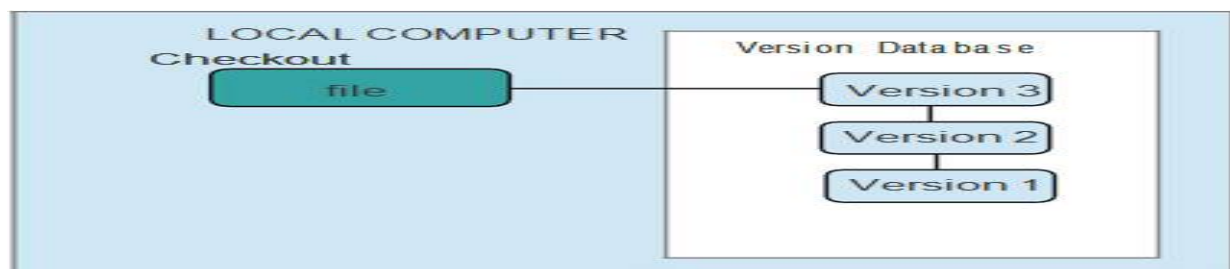 LOCAL COMPUTER
Checkout
file
Version Database
Version 3
Version 2
Version 1